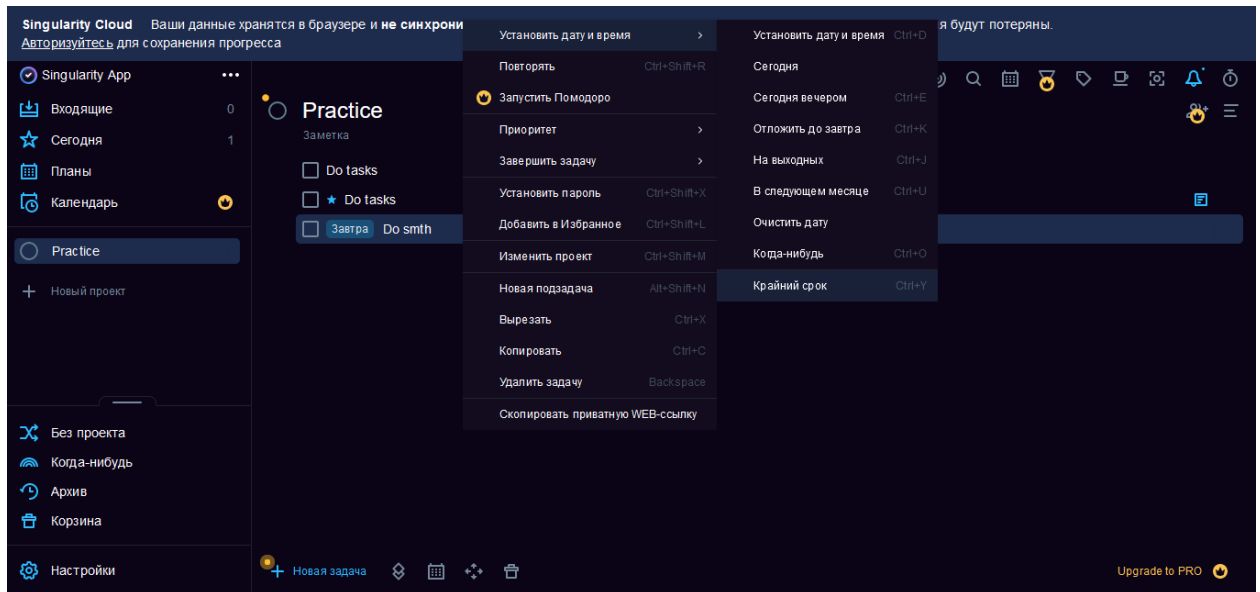 Singularity Cloud Ваши данные хранятся в браузере и не синхрони
я будут потеряны.
Авторизуйтесь для сохранения прогресса
Singularity App
Входящие 0
Сегодня 1
Планы
Календарь
Practice
Новый проект
Без проекта
Когда-нибудь
Архив
Корзина
Настройки
Practice
Заметка
Do tasks
Do tasks
Завтра Do smth
Установить дату и время
Повторять Ctrl+Shift+R
Запустить Помодоро
Приоритет
Завершить задачу
Установить пароль Ctrl+Shift+X
Добавить в Избранное Ctrl+Shift+L
Изменить проект Ctrl+Shift+M
Новая подзадача Alt+Shift+N
Вырезать Ctrl+X
Копировать Ctrl+C
Удалить задачу Backspace
Скопировать приватную WEB-ссылку
Установить дату и время Ctrl+D
Сегодня
Сегодня вечером Ctrl+E
Отложить до завтра Ctrl+K
На выходных Ctrl+J
В следующем месяце Ctrl+U
Очистить дату
Когда-нибудь Ctrl+O
Крайний срок Ctrl+Y
Новая задача
Upgrade to PRO